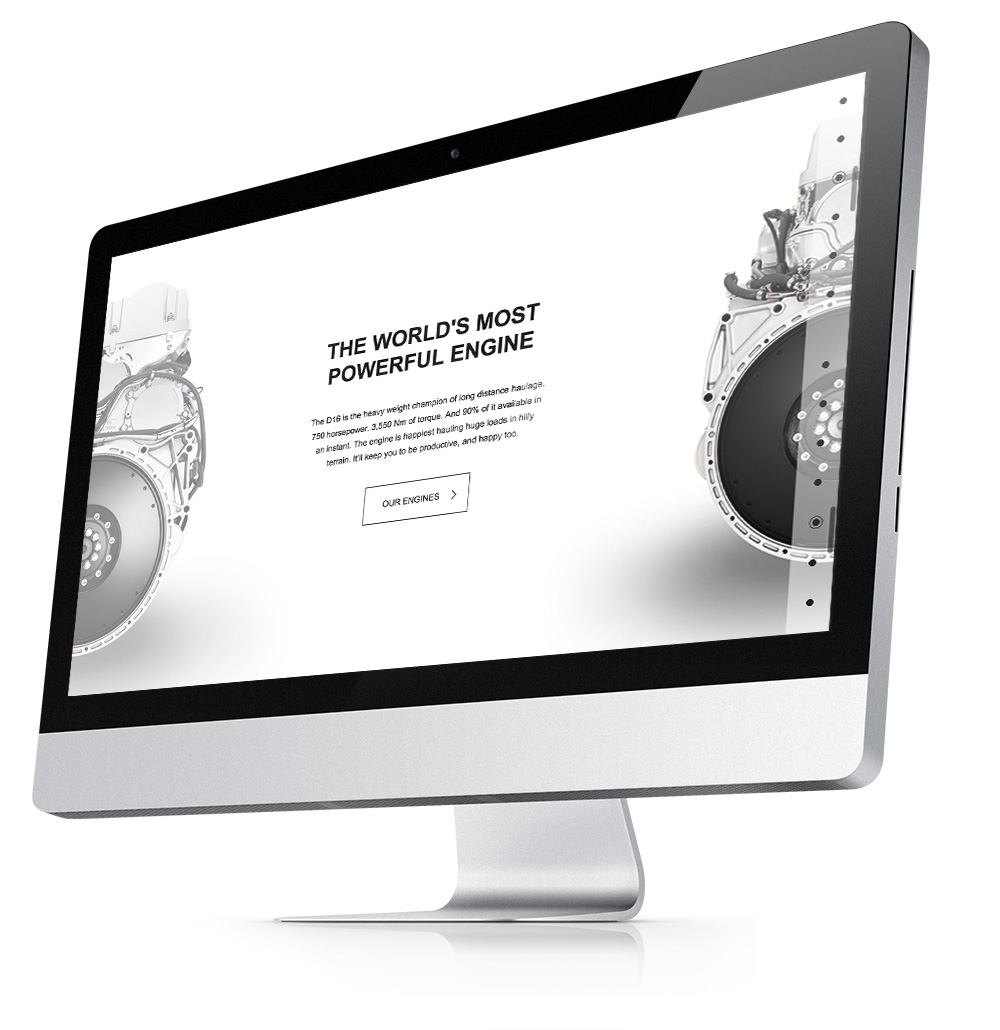 THE WORLD'S MOST
POWERFUL ENGINE
The D16 is the heavy weight champion of long distance haulage.
750 horsepower. 3,550 Nm of torque. And 90% of it available in
an instant. The engine is happiest hauling huge loads in hilly
terrain. It'll keep you to be productive, and happy too.
OUR ENGINES